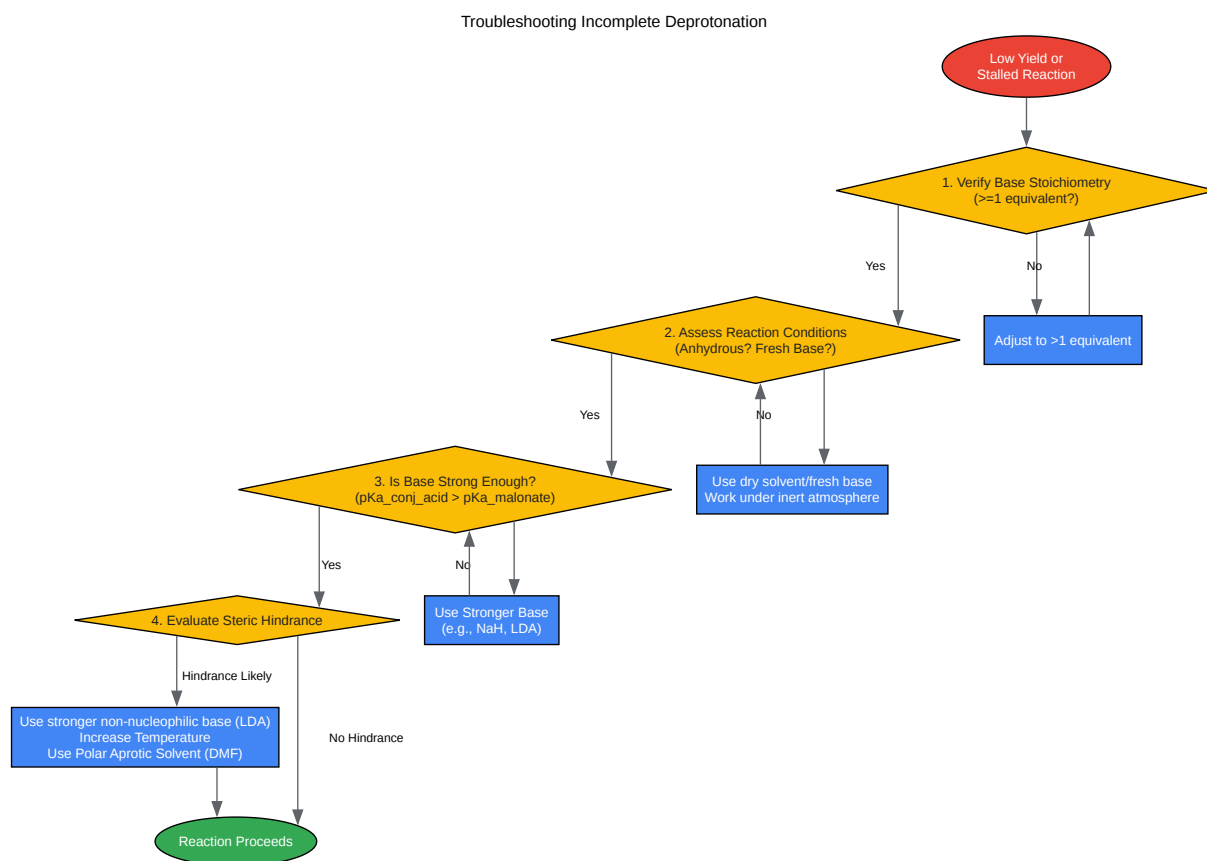 Troubleshooting Incomplete Deprotonation
Low Yield or
Stalled Reaction
1. Verify Base Stoichiometry
(>=1 equivalent?)
Yes
No
2. Assess Reaction Conditions
(Anhydrous? Fresh Base?)
Adjust to >1 equivalent
Yes
No
3. Is Base Strong Enough?
(pKa_conj_acid > pKa_malonate)
Use dry solvent/fresh base
Work under inert atmosphere
Yes
No
4. Evaluate Steric Hindrance
Use Stronger Base
(e.g., NaH, LDA)
Hindrance Likely
Use stronger non-nucleophilic base (LDA)
Increase Temperature
Use Polar Aprotic Solvent (DMF)
No Hindrance
Reaction Proceeds